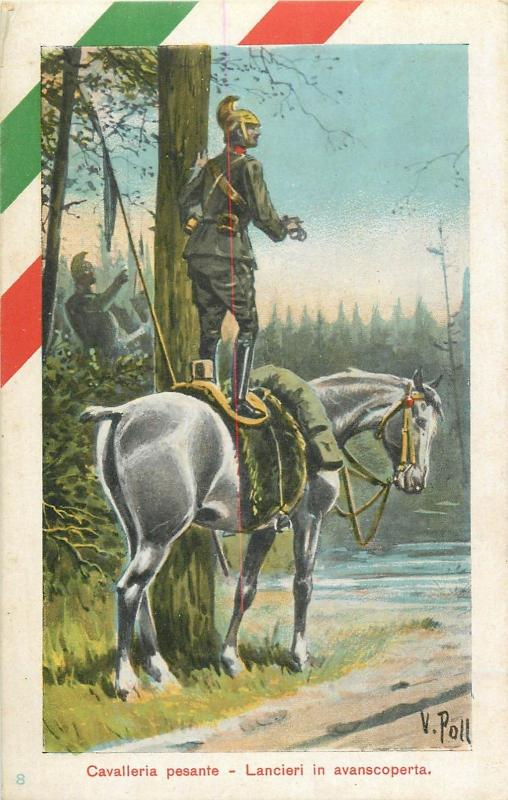 V. Poll
8
Cavalleria pesante - Lancieri in avanscoperta.